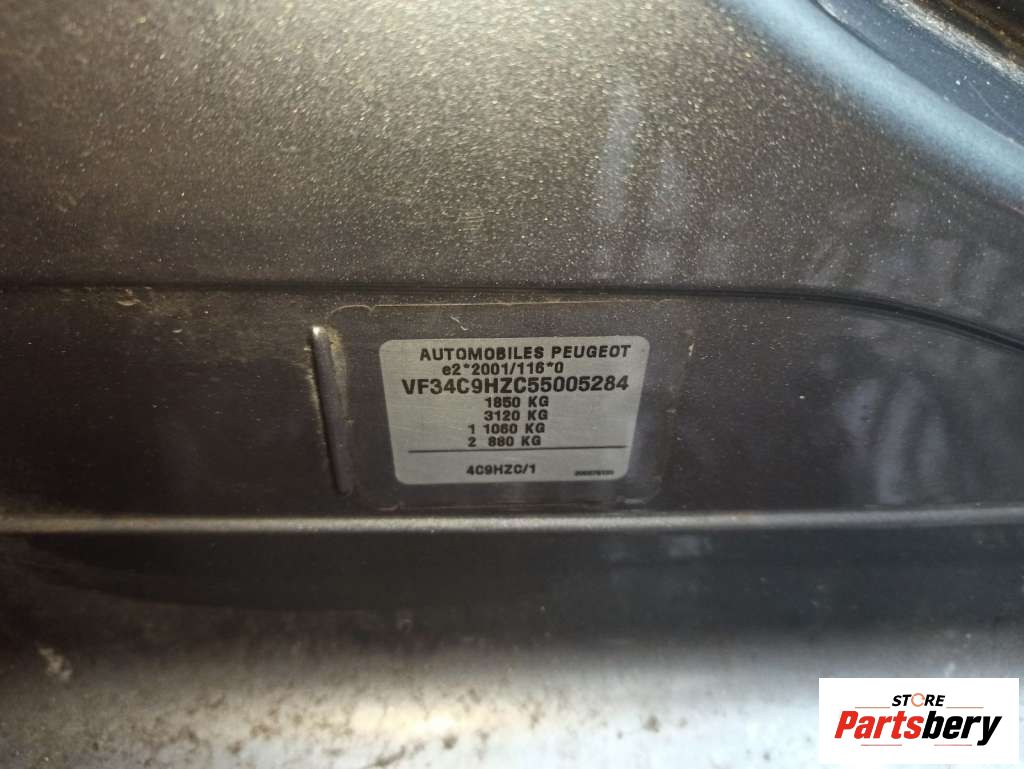 AUTOMOBILES PEUGEOT
e2*2001/116*0
VF34C9HZC55005284
1850 KG
3120 KG
1 1060 KG
2 880 KG
4C9HZC/1
STORE
Partsbery